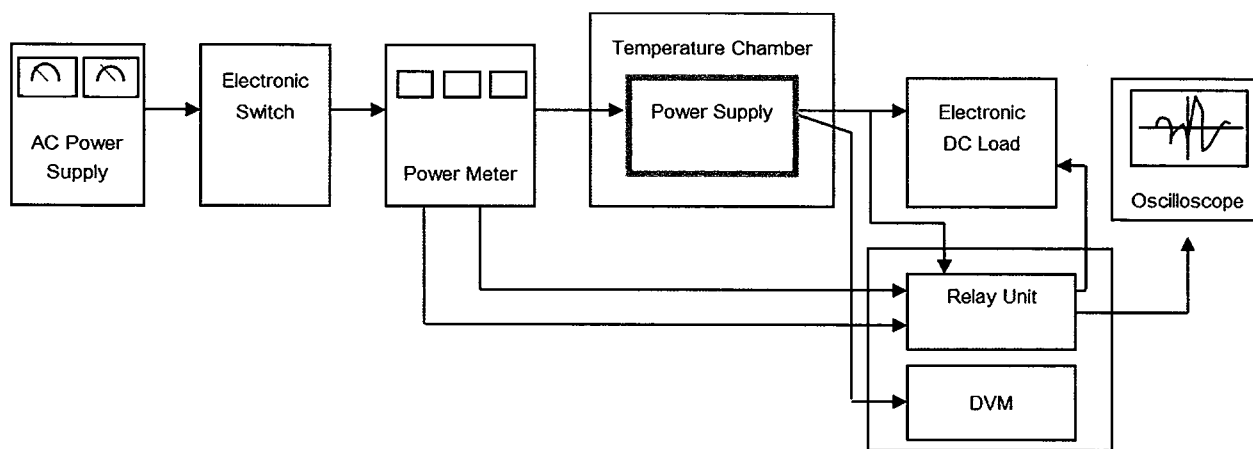 AC Power
Supply
Electronic
Switch
Power Meter
Temperature Chamber
Power Supply
Electronic
DC Load
Oscilloscope
Relay Unit
DVM